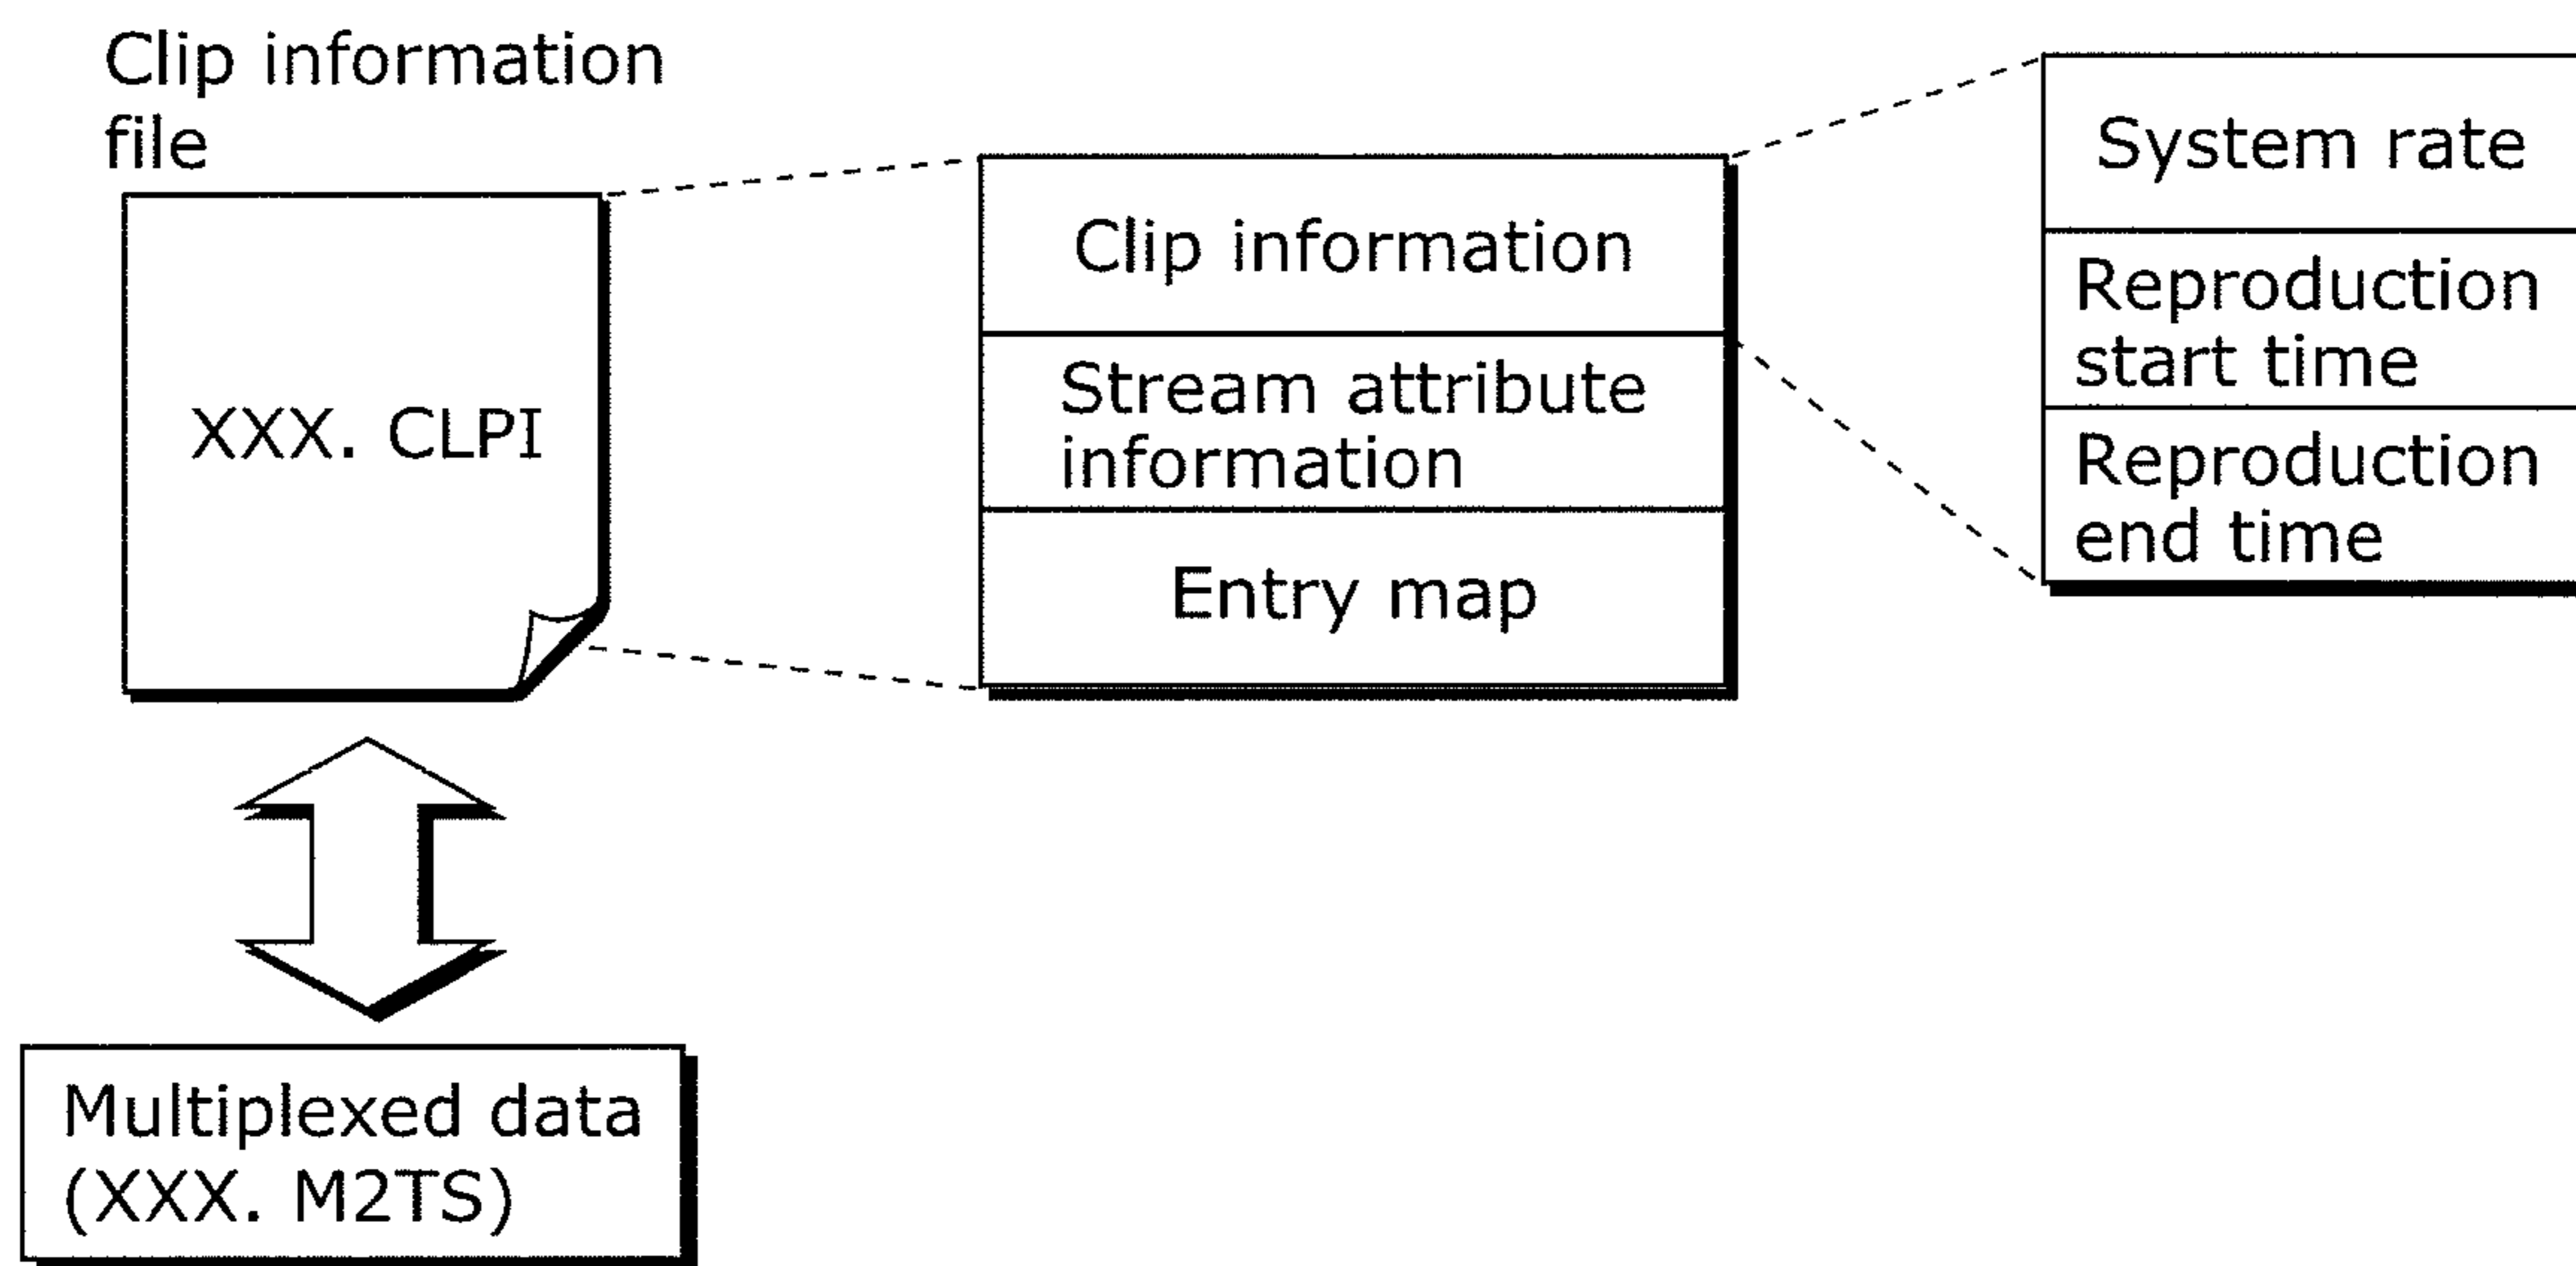 Clip information
file
XXX. CLPI
Clip information
Stream attribute
information
Entry map
System rate
Reproduction
start time
Reproduction
end time
Multiplexed data
(XXX. M2TS)